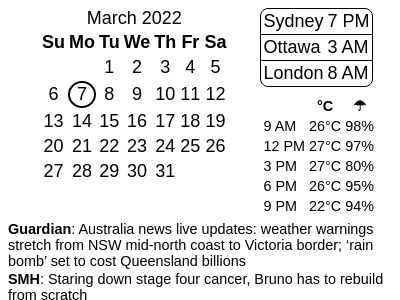 March 2022
Su Mo Tu We Th Fr Sa
1 2 3 4 5
6 7 8 9 10 11 12
13 14 15 16 17 18 19
20 21 22 23 24 25 26
27 28 29 30 31
Sydney 7 PM
Ottawa 3 AM
London 8 AM
°C ☂
9 AM 26°C 98%
12 PM 27°C 97%
3 PM 27°C 80%
6 PM 26°C 95%
9 PM 22°C 94%
Guardian: Australia news live updates: weather warnings
stretch from NSW mid-north coast to Victoria border; ‘rain
bomb’ set to cost Queensland billions
SMH: Staring down stage four cancer, Bruno has to rebuild
from scratch